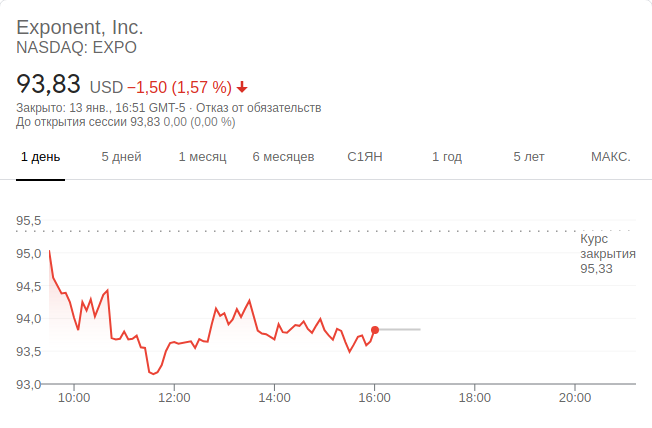 Exponent, Inc.
NASDAQ: EXPO
93,83 USD −1,50 (1,57 %)
Закрыто: 13 янв., 16:51 GMT-5 · Отказ от обязательств
До открытия сессии 93,83 0,00 (0,00 %)
1 день 5 дней 1 месяц 6 месяцев С1ЯН 1 год 5 лет МАКС.
95,5
Курс
95,0
закрытия
95,33
94,5
94,0
93,5
93,0
10:00 12:00 14:00 16:00 18:00 20:00